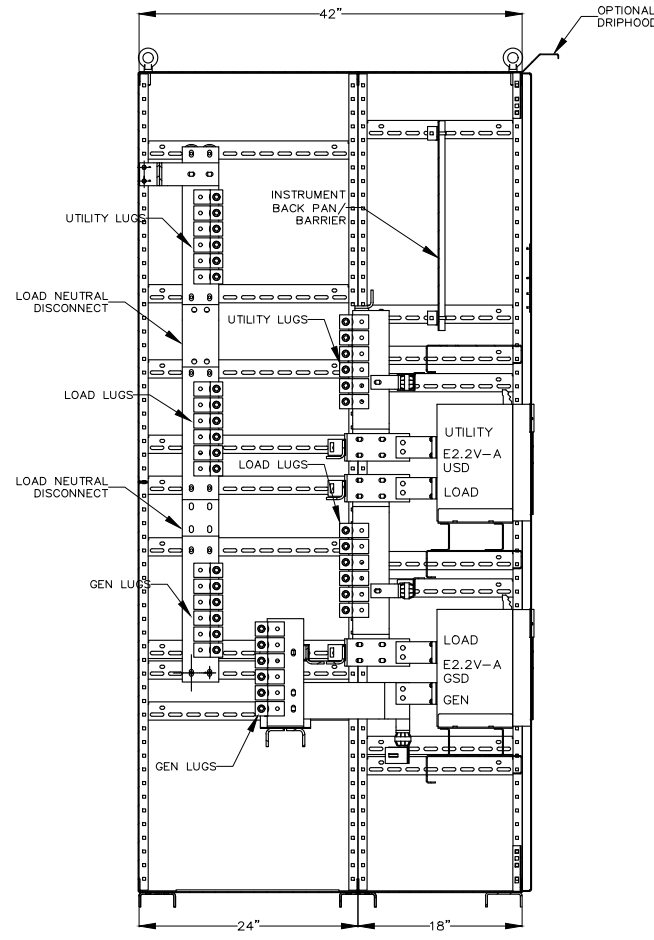 42"
OPTIONAL
DRIPHOOD
INSTRUMENT
BACK PAN/
BARRIER
UTILITY LUGS
LOAD NEUTRAL
DISCONNECT
UTILITY LUGS
LOAD LUGS
UTILITY
E2.2V-A
USD
LOAD
LOAD LUGS
LOAD NEUTRAL
DISCONNECT
GEN LUGS
LOAD
E2.2V-A
GSD
GEN
GEN LUGS
24"
18"